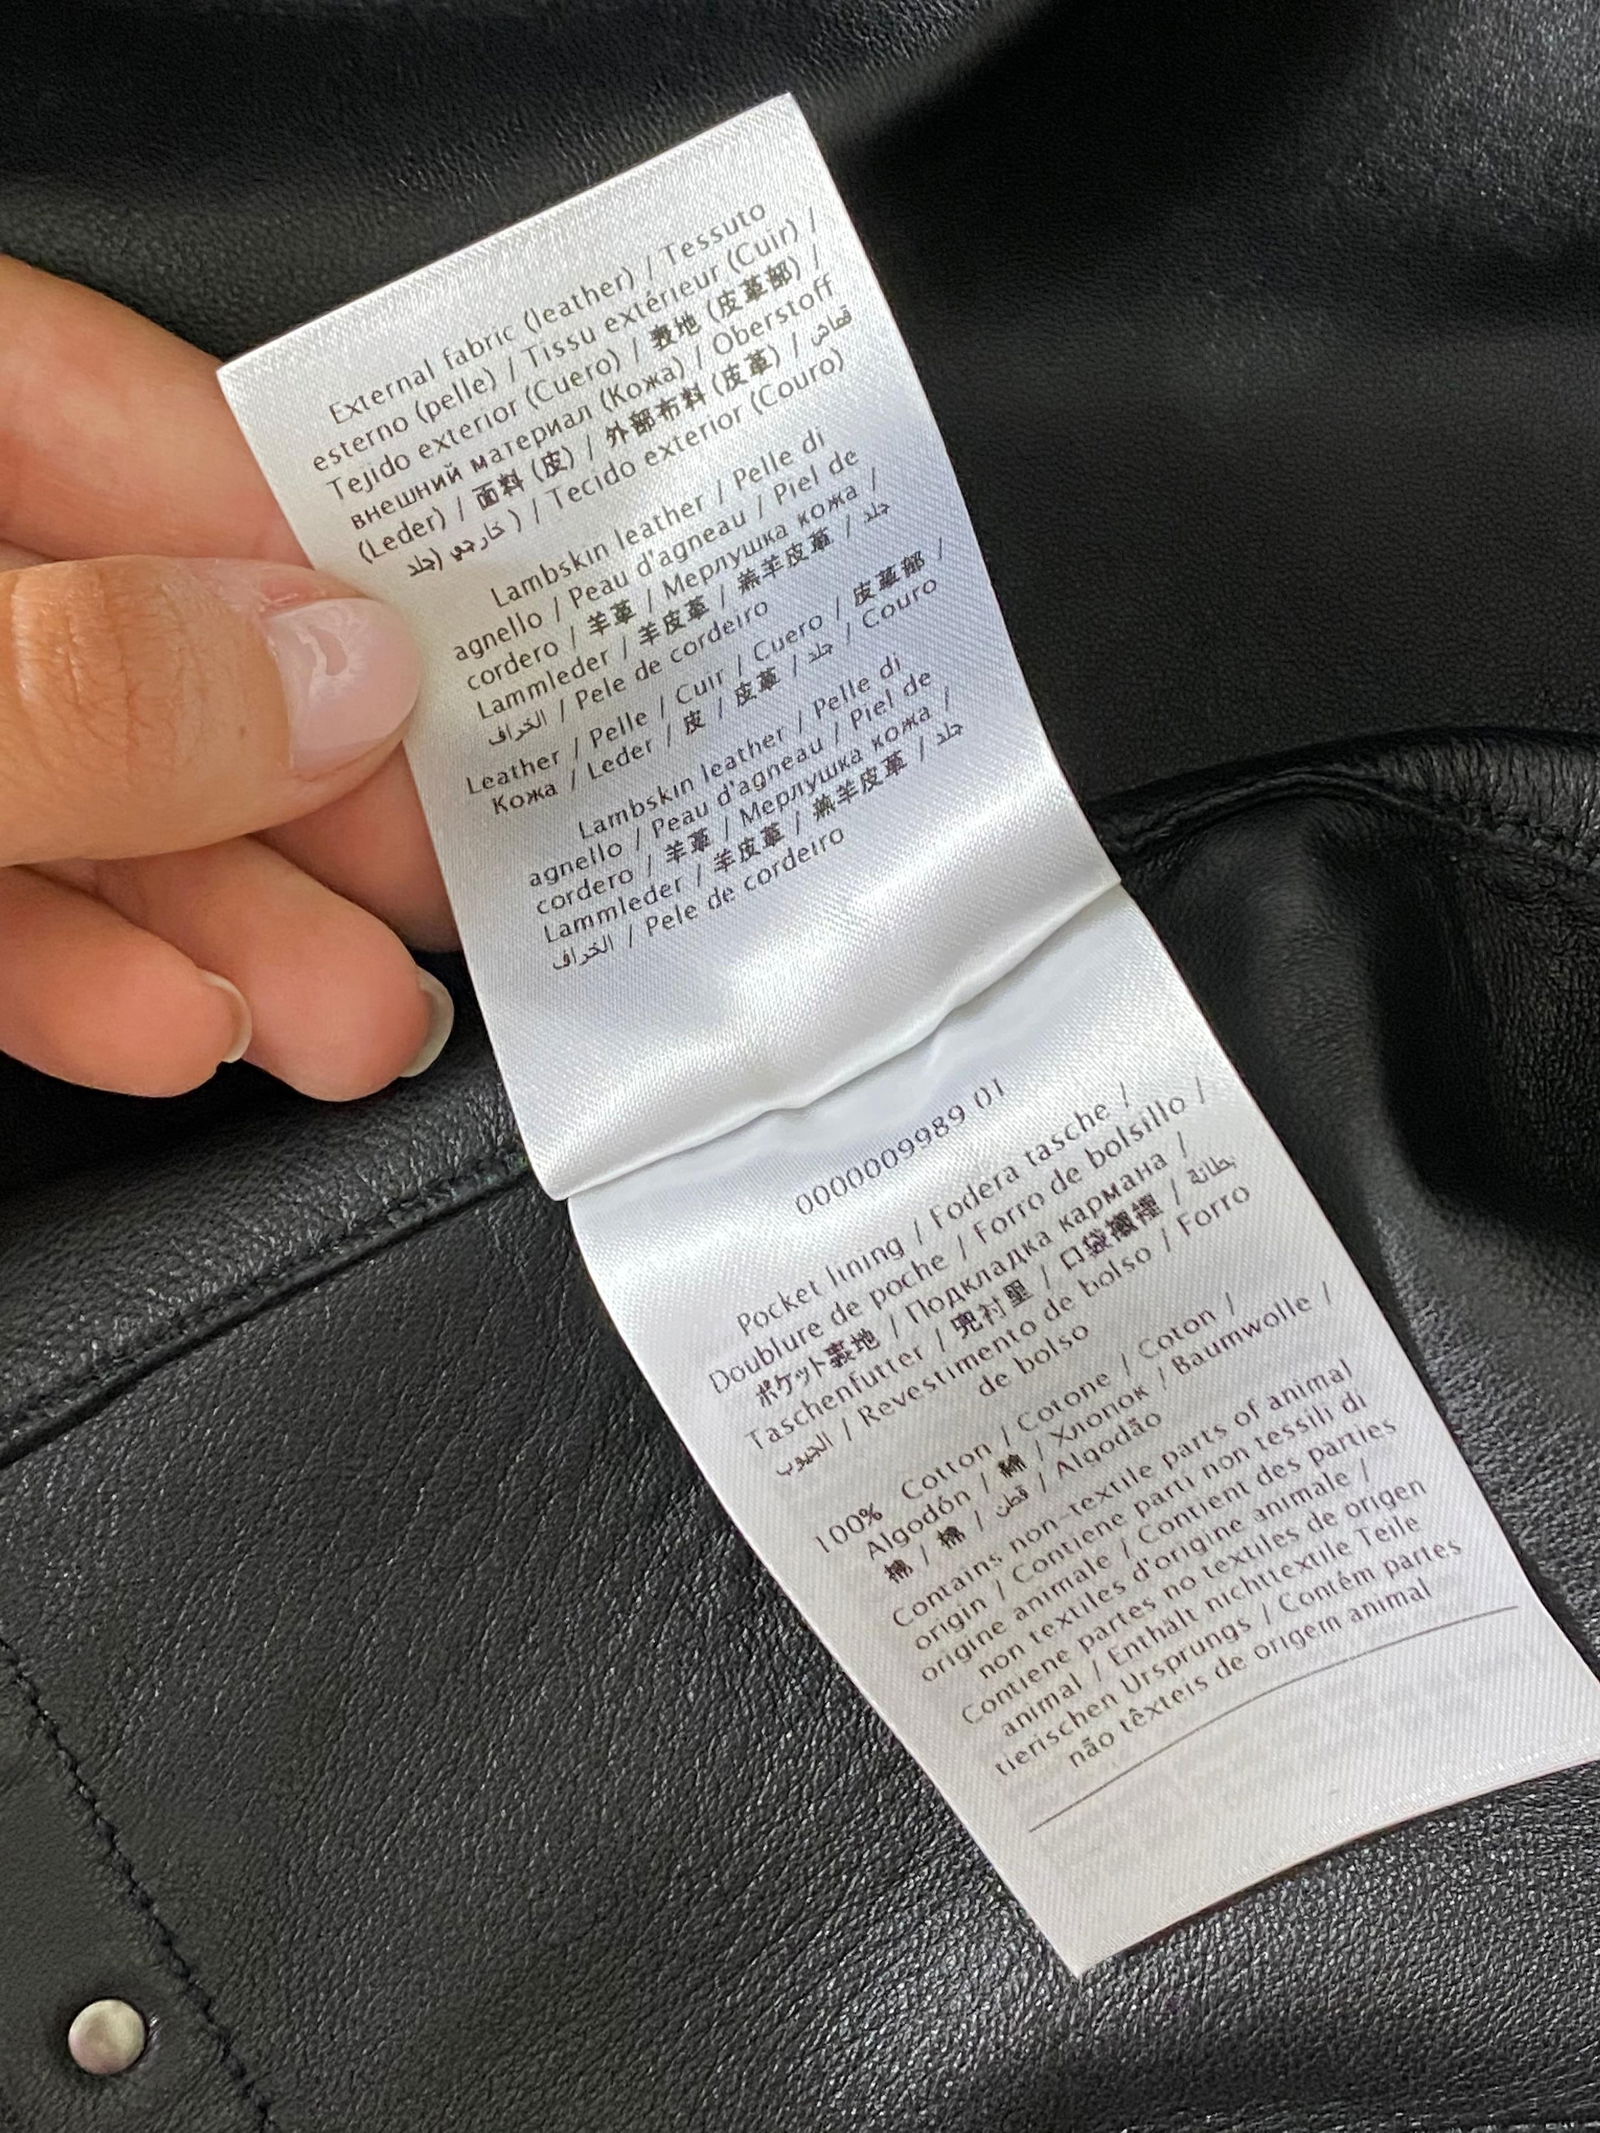 External fabric (leather) / Tessuto
esterno (pelle) / Tissu extérieur (Cuir) /
Tejido exterior (Cuero) / 表地 (皮革部) /
внешний материал (Кожа) / Oberstoff
(Leder) / 面料 (皮) / 外部布料 (皮革) / قماش
خارجي (جلد) / Tecido exterior (Couro)
Lambskin leather / Pelle di
agnello / Peau d'agneau / Piel de
cordero / 羊革 / Мерлушка кожа /
Lammleder / 羊皮革 / 羔羊皮革 / جلد
الخراف / Pele de cordeiro
Leather / Pelle / Cuir / Cuero / 皮革部 /
Кожа / Leder / 皮 / 皮革 / جلد / Couro
Lambskin leather / Pelle di
agnello / Peau d'agneau / Piel de
cordero / 羊革 / Мерлушка кожа /
Lammleder / 羊皮革 / 羔羊皮革 / جلد
الخراف / Pele de cordeiro
0000009989 01
Pocket lining / Fodera tasche /
Doublure de poche / Forro de bolsillo /
ポケット裏地 / Подкладка кармана /
Taschenfutter / 兜衬里 / 口袋襯裡 / بطانة
الجيوب / Revestimento de bolso / Forro
de bolso
100% Cotton / Cotone / Coton /
Algodón / 綿 / Хлопок / Baumwolle /
棉 / 棉 / قطن / Algodão
Contains non-textile parts of animal
origin / Contiene parti non tessili di
origine animale / Contient des parties
non textiles d'origine animale /
Contiene partes no textiles de origen
animal / Enthält nichttextile Teile
tierischen Ursprungs / Contém partes
não têxteis de origem animal